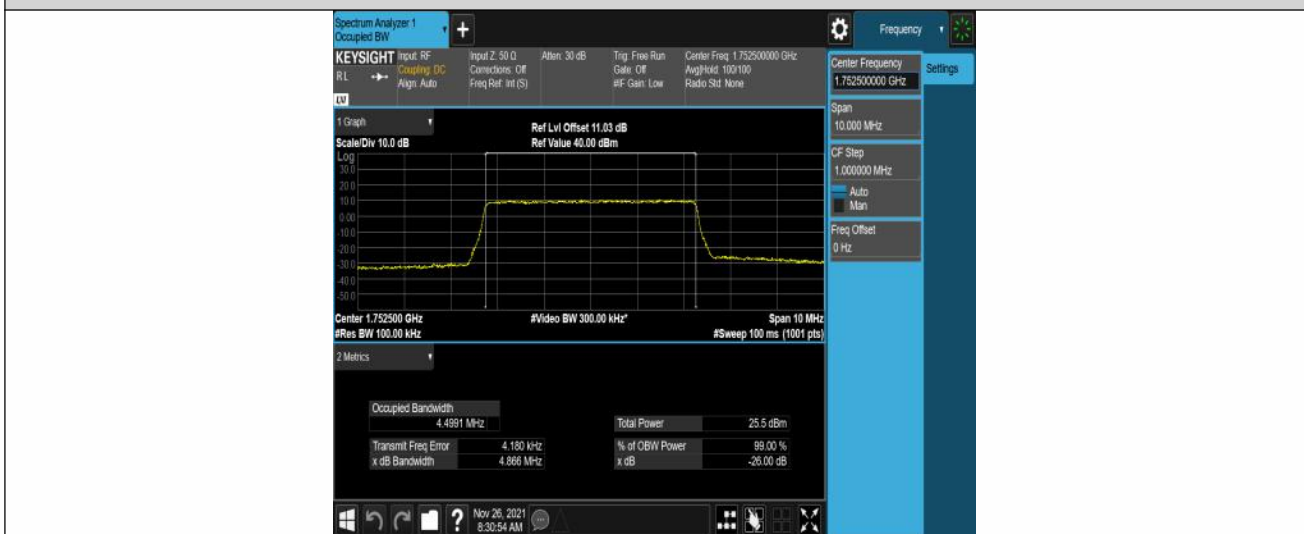 Spectrum Analyzer 1
Occupied BW
+
Frequency
KEYSIGHT
R L
LXI
Input: RF
Coupling: DC
Align: Auto
Input Z: 50 Ω
Corrections: Off
Freq Ref: Int (S)
Atten: 30 dB
Trig: Free Run
Gate: Off
#IF Gain: Low
Center Freq: 1.752500000 GHz
Avg|Hold: 100/100
Radio Std: None
Center Frequency
1.752500000 GHz
Settings
Span
10.000 MHz
CF Step
1.000000 MHz
Auto
Man
Freq Offset
0 Hz
1 Graph
Scale/Div 10.0 dB
Ref Lvl Offset 11.03 dB
Ref Value 40.00 dBm
Log
30.0
20.0
10.0
0.00
-10.0
-20.0
-30.0
-40.0
-50.0
Center 1.752500 GHz
#Video BW 300.00 kHz*
Span 10 MHz
#Res BW 100.00 kHz
#Sweep 100 ms (1001 pts)
2 Metrics
Occupied Bandwidth
4.4991 MHz
Total Power 25.5 dBm
Transmit Freq Error 4.180 kHz
% of OBW Power 99.00 %
x dB Bandwidth 4.866 MHz
x dB -26.00 dB
?
Nov 26, 2021
8:30:54 AM